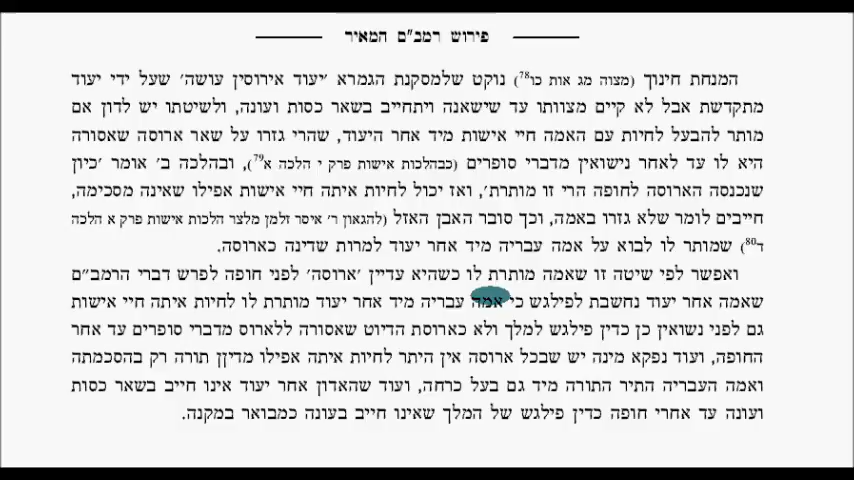 פירוש רמב"ם המאיר
המנחת חינוך (מצוה מג אות כו78) נוקט שלמסקנת הגמרא 'יעוד אירוסין עושה' שעל ידי יעוד
מתקדשת אבל לא קיים מצוותו עד שישאנה ויתחייב בשאר כסות ועונה, ולשיטתו יש לדון אם
מותר להבעל לחיות עם האמה חיי אישות מיד אחר היעוד, שהרי גזרו על שאר ארוסה שאסורה
היא לו עד לאחר נישואין מדברי סופרים (כבהלכות אישות פרק י הלכה א79), ובהלכה ב' אומר 'כיון
שנכנסה הארוסה לחופה הרי זו מותרת', ואז יכול לחיות איתה חיי אישות אפילו שאינה מסכימה,
חייבים לומר שלא גזרו באמה, וכך סובר האבן האזל (להגאון ר' איסר זלמן מלצר הלכות אישות פרק א הלכה
ד80) שמותר לו לבוא על אמה עבריה מיד אחר יעוד למרות שדינה כארוסה.
ואפשר לפי שיטה זו שאמה מותרת לו כשהיא עדיין 'ארוסה' לפני חופה לפרש דברי הרמב"ם
שאמה אחר יעוד נחשבת לפילגש כי אמה עבריה מיד אחר יעוד מותרת לו לחיות איתה חיי אישות
גם לפני נשואין כן כדין פילגש למלך ולא כארוסת הדיוט שאסורה לארוס מדברי סופרים עד אחר
החופה, ועוד נפקא מינה יש שבכל ארוסה אין היתר לחיות איתה אפילו מדיןן תורה רק בהסכמתה
ואמה העבריה התיר התורה מיד גם בעל כרחה, ועוד שהאדון אחר יעוד אינו חייב בשאר כסות
ועונה עד אחרי חופה כדין פילגש של המלך שאינו חייב בעונה כמבואר במקנה.